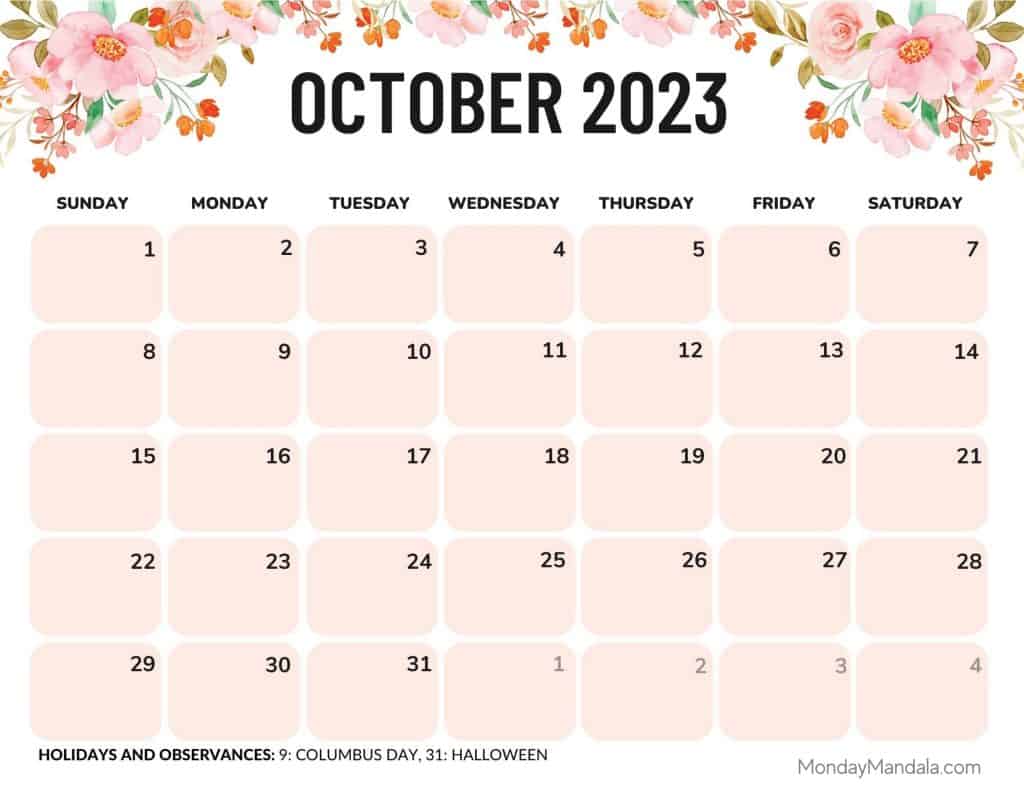 OCTOBER 2023
SUNDAY MONDAY TUESDAY WEDNESDAY THURSDAY FRIDAY SATURDAY
1 2 3 4 5 6 7
8 9 10 11 12 13 14
15 16 17 18 19 20 21
22 23 24 25 26 27 28
29 30 31 1 2 3 4
HOLIDAYS AND OBSERVANCES: 9: COLUMBUS DAY, 31: HALLOWEEN
MondayMandala.com